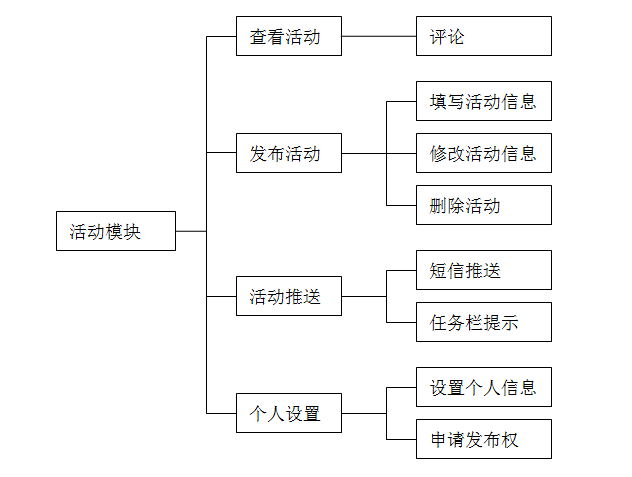 活动模块
查看活动
评论
发布活动
填写活动信息
修改活动信息
删除活动
活动推送
短信推送
任务栏提示
个人设置
设置个人信息
申请发布权